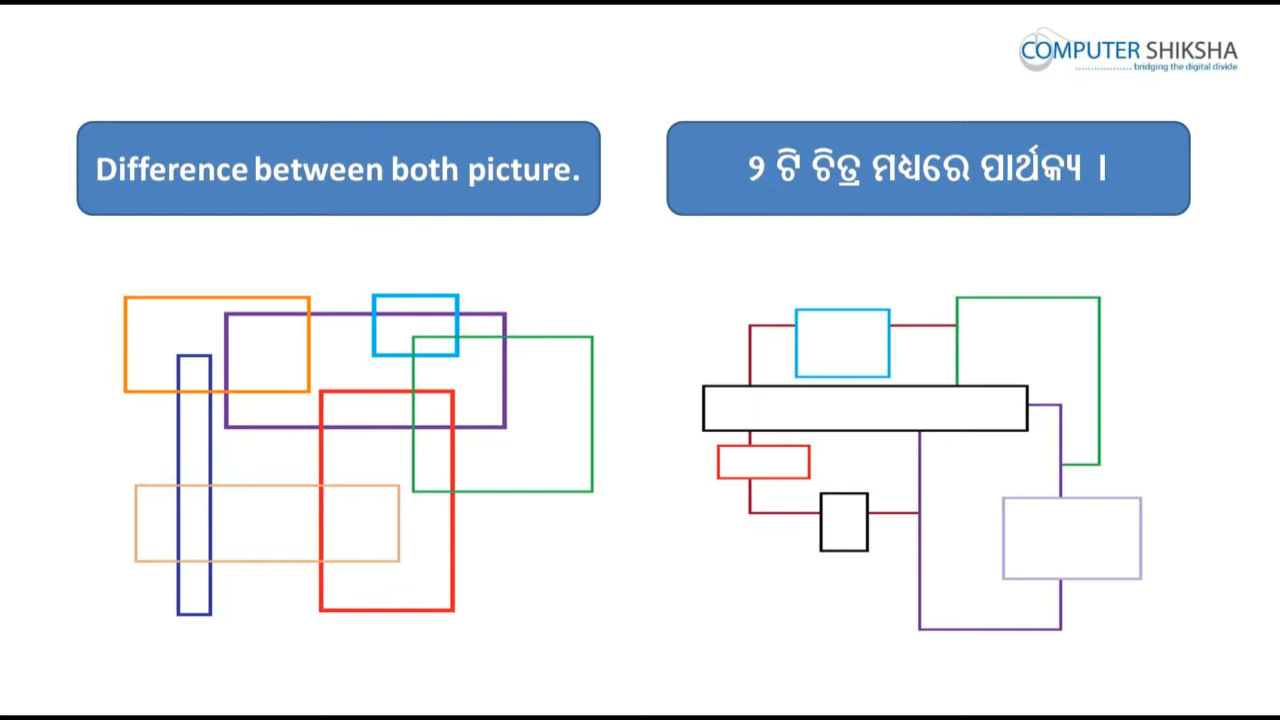 COMPUTER SHIKSHA
bridging the digital divide
Difference between both picture.
୨ ଟି ଚିତ୍ର ମଧ୍ୟରେ ପାର୍ଥକ୍ୟ ।